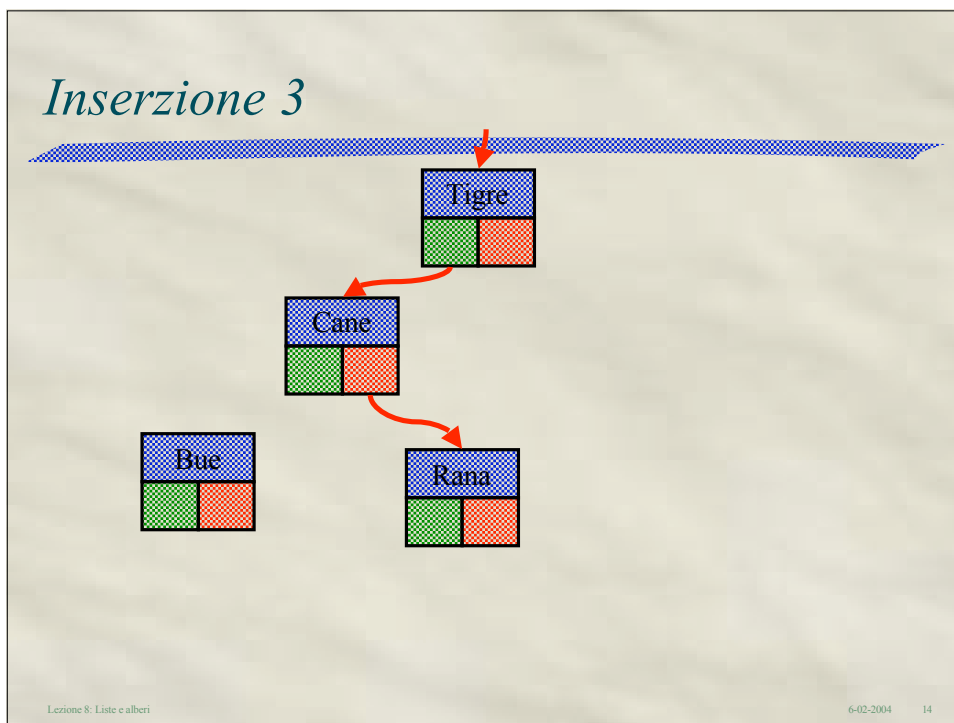 Inserzione 3
Tigre
Cane
Bue
Rana
Lezione 8: Liste e alberi
6-02-2004 14